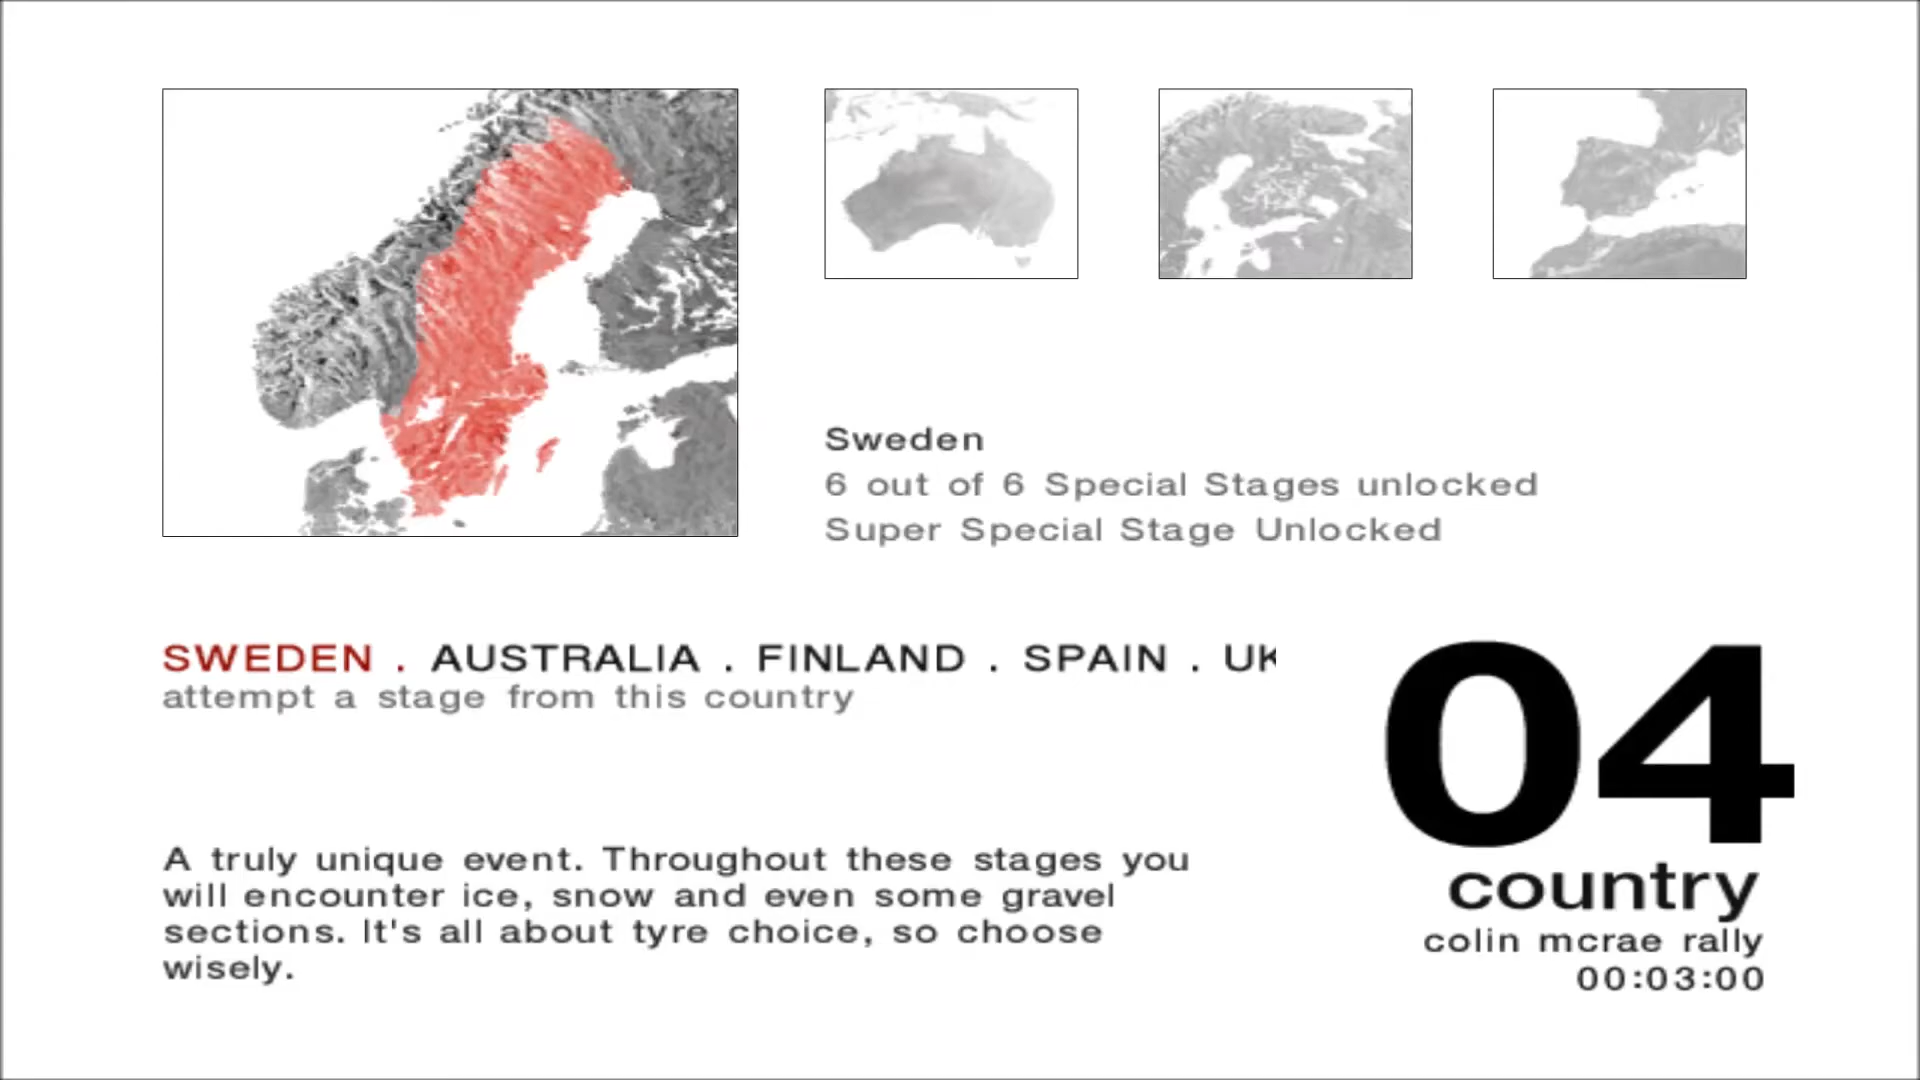 Sweden
6 out of 6 Special Stages unlocked
Super Special Stage Unlocked
SWEDEN . AUSTRALIA . FINLAND . SPAIN . UK
attempt a stage from this country
A truly unique event. Throughout these stages you
will encounter ice, snow and even some gravel
sections. It's all about tyre choice, so choose
wisely.
04
country
colin mcrae rally
00:03:00